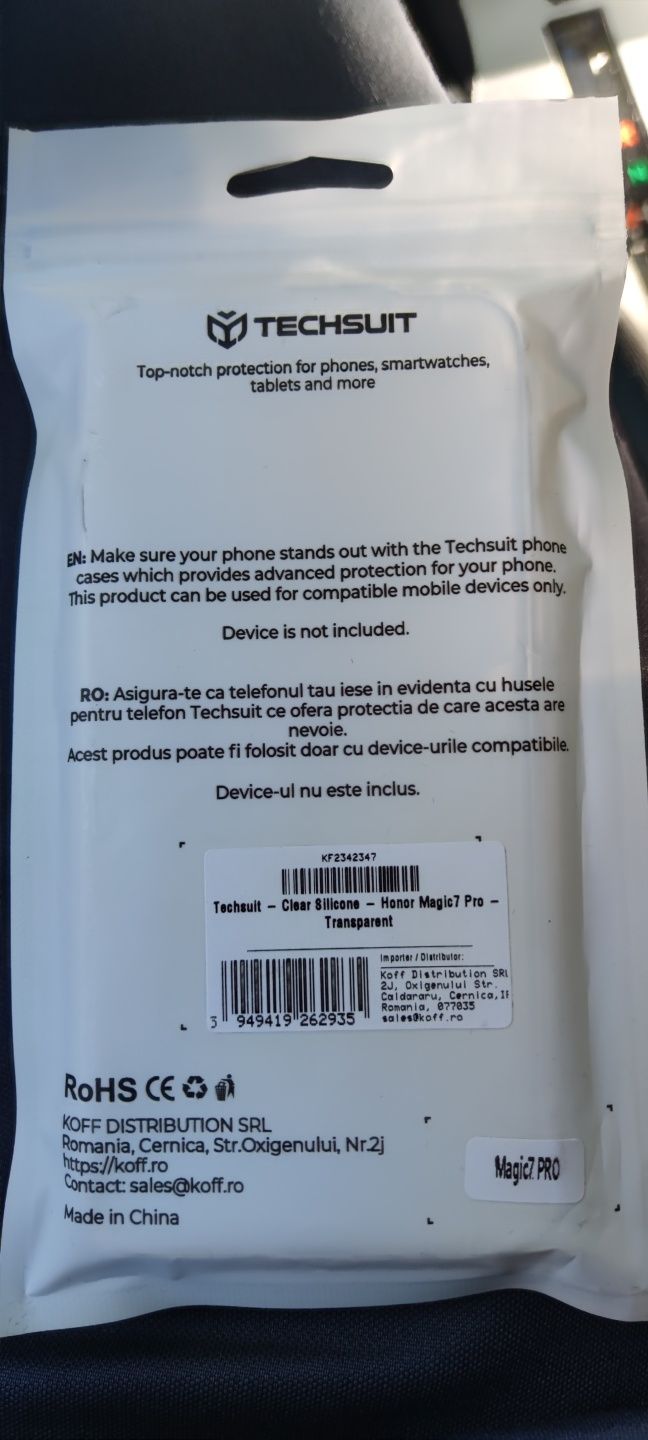 TECHSUIT
Top-notch protection for phones, smartwatches,
tablets and more
EN: Make sure your phone stands out with the Techsuit phone
cases which provides advanced protection for your phone.
This product can be used for compatible mobile devices only.
Device is not included.
RO: Asigura-te ca telefonul tau iese in evidenta cu husele
pentru telefon Techsuit ce ofera protectia de care acesta are
nevoie.
Acest produs poate fi folosit doar cu device-urile compatibile.
Device-ul nu este inclus.
KF2342347
Techsuit – Clear Silicone – Honor Magic7 Pro –
Transparent
Importer / Distributor:
Koff Distribution SRL
2J, Oxigenului Str.
Caldararu, Cernica, IF
Romania, 077035
sales@koff.ro
3 949419 262935
RoHS CE
KOFF DISTRIBUTION SRL
Romania, Cernica, Str.Oxigenului, Nr.2j
https://koff.ro
Contact: sales@koff.ro
Made in China
Magic7 PRO